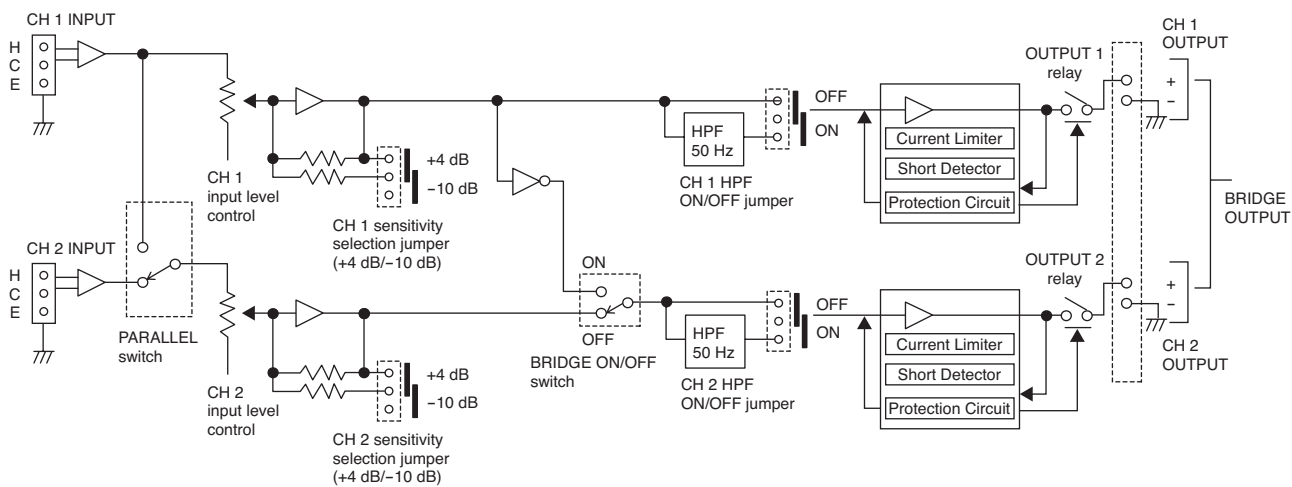 CH 1 INPUT
H
C
E
CH 1
input level
control
+4 dB
−10 dB
CH 1 sensitivity
selection jumper
(+4 dB/−10 dB)
HPF
50 Hz
CH 1 HPF
ON/OFF jumper
OFF
ON
Current Limiter
Short Detector
Protection Circuit
OUTPUT 1
relay
CH 1
OUTPUT
+
−
BRIDGE
OUTPUT
CH 2 INPUT
H
C
E
PARALLEL
switch
CH 2
input level
control
+4 dB
−10 dB
CH 2 sensitivity
selection jumper
(+4 dB/−10 dB)
ON
OFF
BRIDGE ON/OFF
switch
HPF
50 Hz
CH 2 HPF
ON/OFF jumper
OFF
ON
Current Limiter
Short Detector
Protection Circuit
OUTPUT 2
relay
+
−
CH 2
OUTPUT